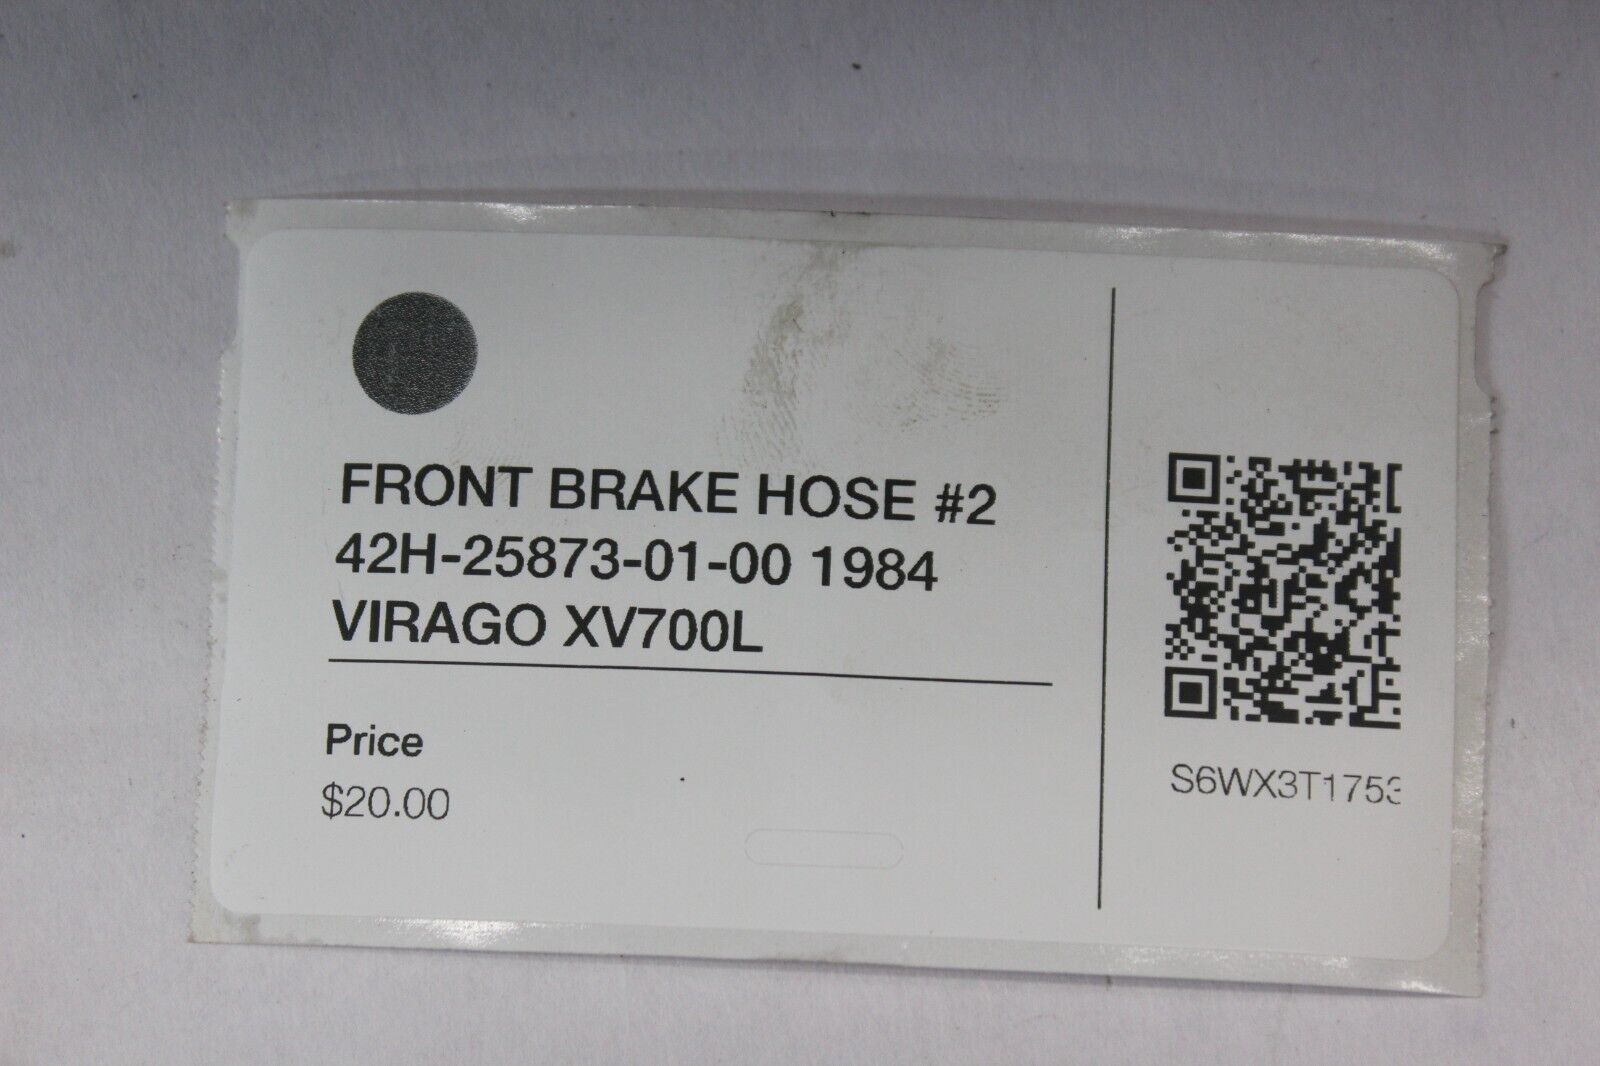 FRONT BRAKE HOSE #2
42H-25873-01-00 1984
VIRAGO XV700L
Price
$20.00
S6WX3T1753